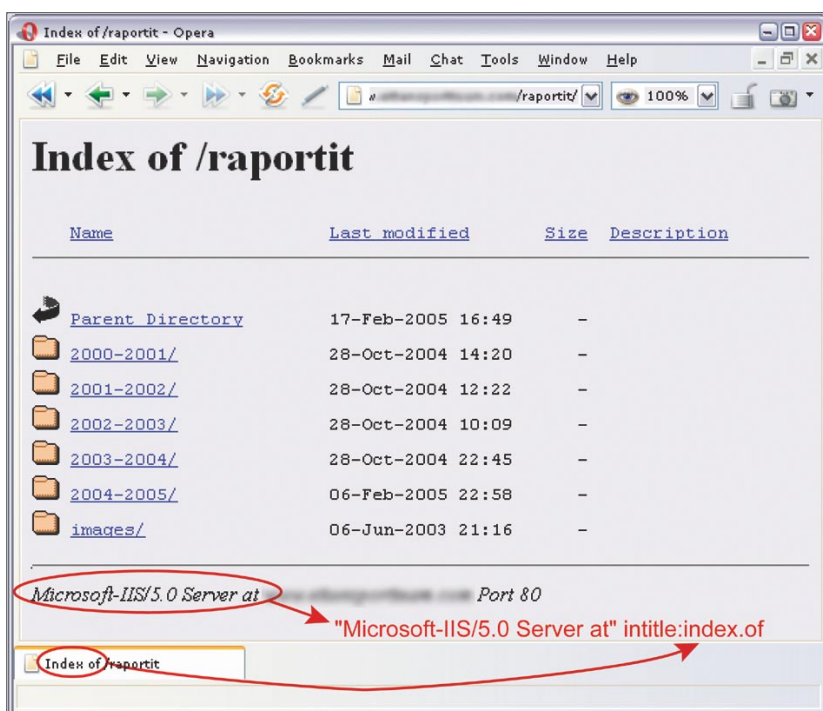 Index of /raportit - Opera
File Edit View Navigation Bookmarks Mail Chat Tools Window Help
/raportit/ 100%
Index of /raportit
Name Last modified Size Description
Parent Directory 17-Feb-2005 16:49 -
2000-2001/ 28-Oct-2004 14:20 -
2001-2002/ 28-Oct-2004 12:22 -
2002-2003/ 28-Oct-2004 10:09 -
2003-2004/ 28-Oct-2004 22:45 -
2004-2005/ 06-Feb-2005 22:58 -
images/ 06-Jun-2003 21:16 -
Microsoft-IIS/5.0 Server at Port 80
"Microsoft-IIS/5.0 Server at" intitle:index.of
Index of /raportit